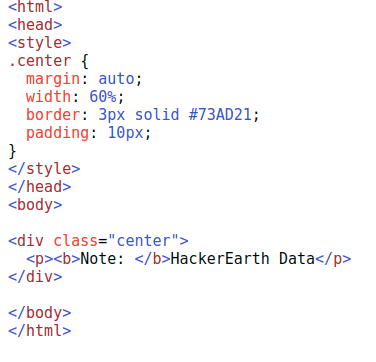 <html>
<head>
<style>
.center {
  margin: auto;
  width: 60%;
  border: 3px solid #73AD21;
  padding: 10px;
}
</style>
</head>
<body>

<div class="center">
  <p><b>Note: </b>HackerEarth Data</p>
</div>

</body>
</html>